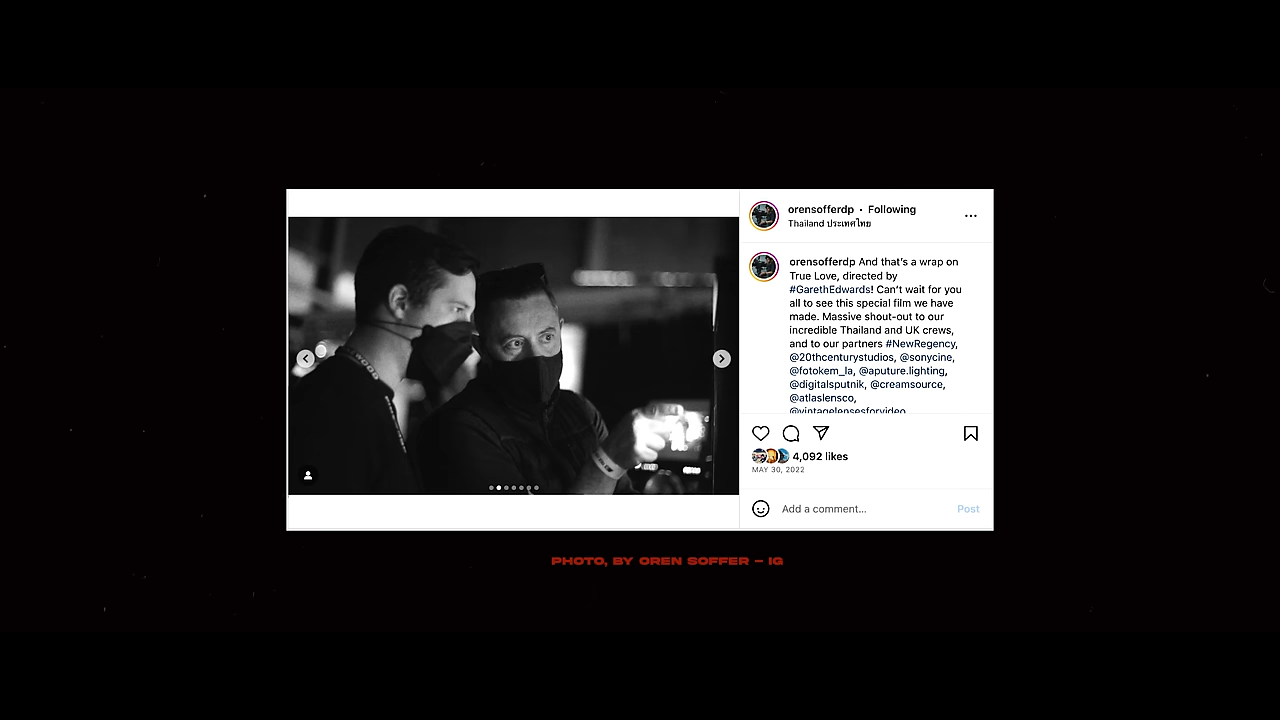 orensofferdp • Following
Thailand ประเทศไทย
orensofferdp And that's a wrap on
True Love, directed by
#GarethEdwards! Can't wait for you
all to see this special film we have
made. Massive shout-out to our
incredible Thailand and UK crews,
and to our partners #NewRegency,
@20thcenturystudios, @sonycine,
@fotokem_la, @aputure.lighting,
@digitalsputnik, @creamsource,
@atlaslensco,
@vintagelensesforvideo
4,092 likes
MAY 30, 2022
Add a comment...
Post
PHOTO, BY OREN SOFFER – IG